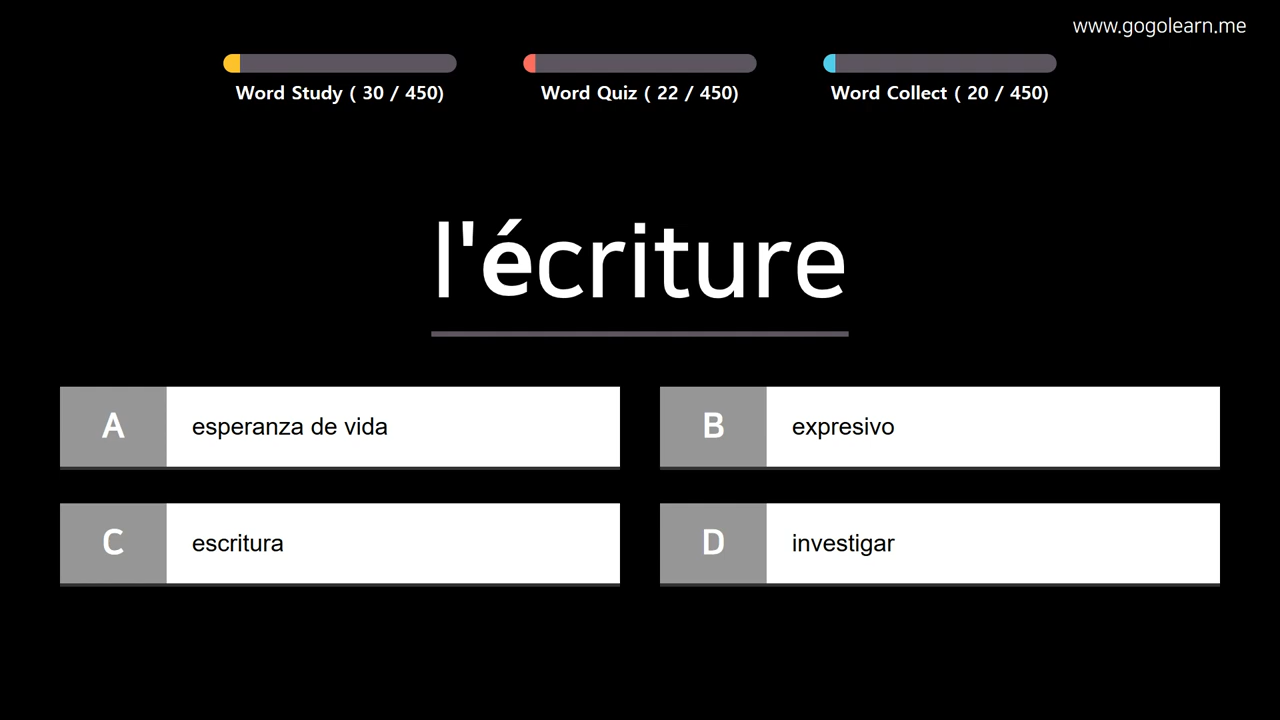 www.gogolearn.me
Word Study ( 30 / 450)
Word Quiz ( 22 / 450)
Word Collect ( 20 / 450)
l'écriture
A esperanza de vida
B expresivo
C escritura
D investigar